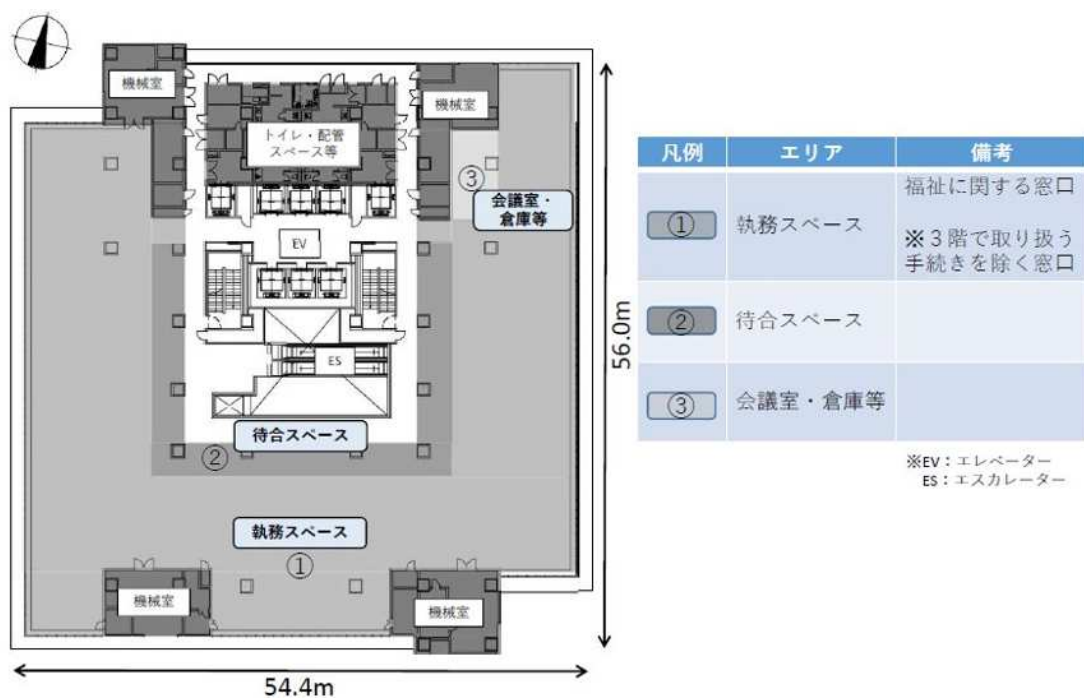 機械室
機械室
トイレ・配管
スペース等
③
会議室・
倉庫等
EV
ES
待合スペース
②
執務スペース
①
機械室
機械室
54.4m
56.0m
凡例 エリア 備考
① 執務スペース 福祉に関する窓口
※３階で取り扱う
手続きを除く窓口
② 待合スペース
③ 会議室・倉庫等
※EV：エレベーター
ES：エスカレーター